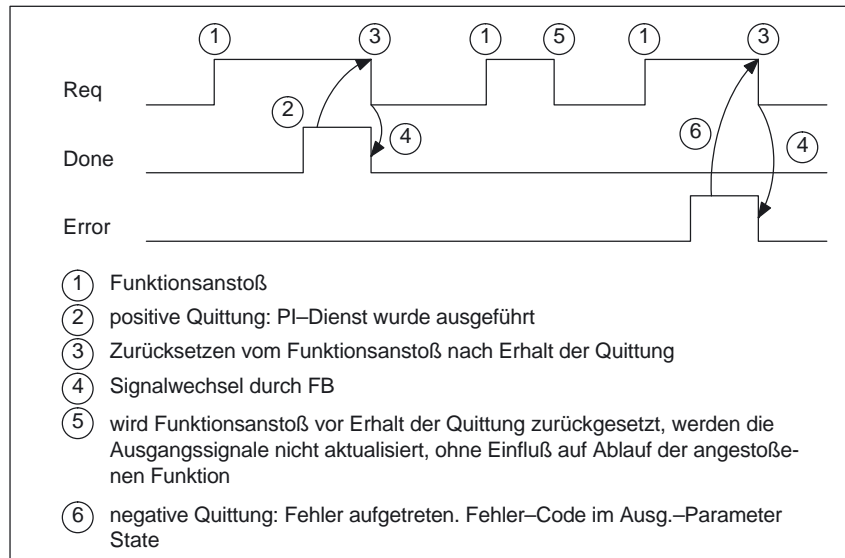 1 3 1 5 1 3
Req
2 4 6 4
Done
Error
1 Funktionsanstoß
2 positive Quittung: PI–Dienst wurde ausgeführt
3 Zurücksetzen vom Funktionsanstoß nach Erhalt der Quittung
4 Signalwechsel durch FB
5 wird Funktionsanstoß vor Erhalt der Quittung zurückgesetzt, werden die
Ausgangssignale nicht aktualisiert, ohne Einfluß auf Ablauf der angestoße-
nen Funktion
6 negative Quittung: Fehler aufgetreten. Fehler–Code im Ausg.–Parameter
State